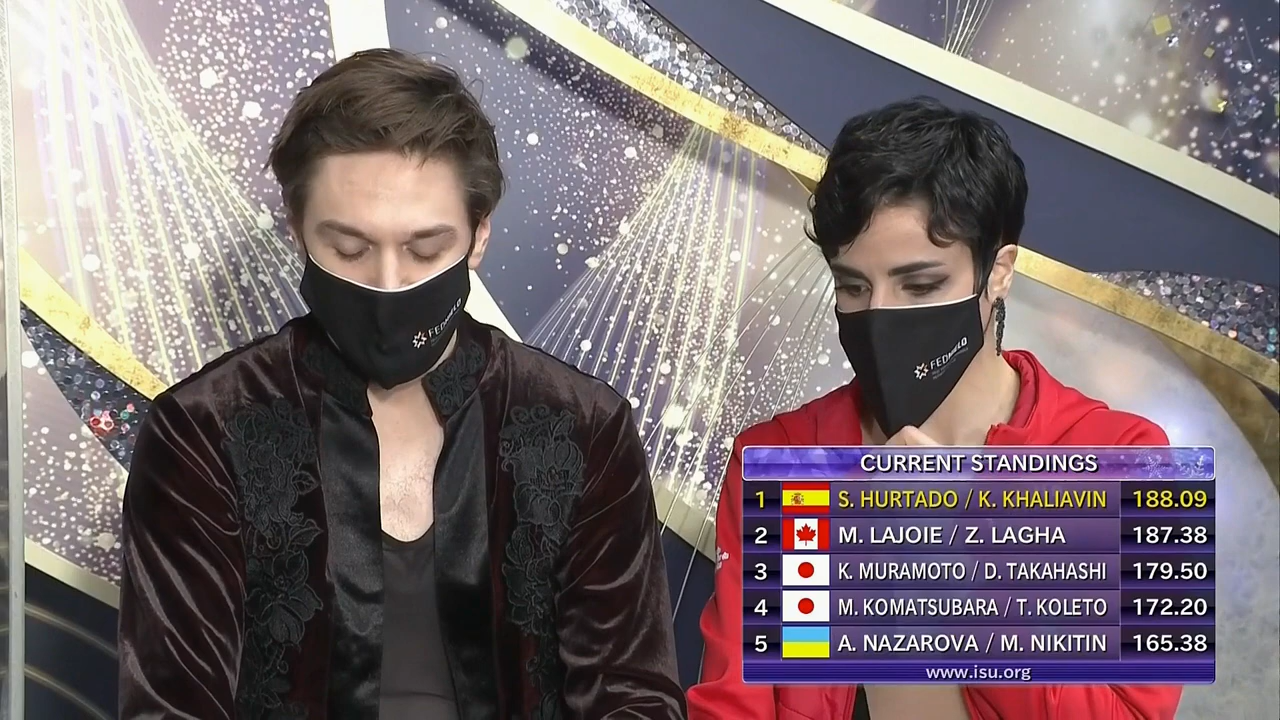 CURRENT STANDINGS
1 S. HURTADO / K. KHALIAVIN 188.09
2 M. LAJOIE / Z. LAGHA 187.38
3 K. MURAMOTO / D. TAKAHASHI 179.50
4 M. KOMATSUBARA / T. KOLETO 172.20
5 A. NAZAROVA / M. NIKITIN 165.38
www.isu.org